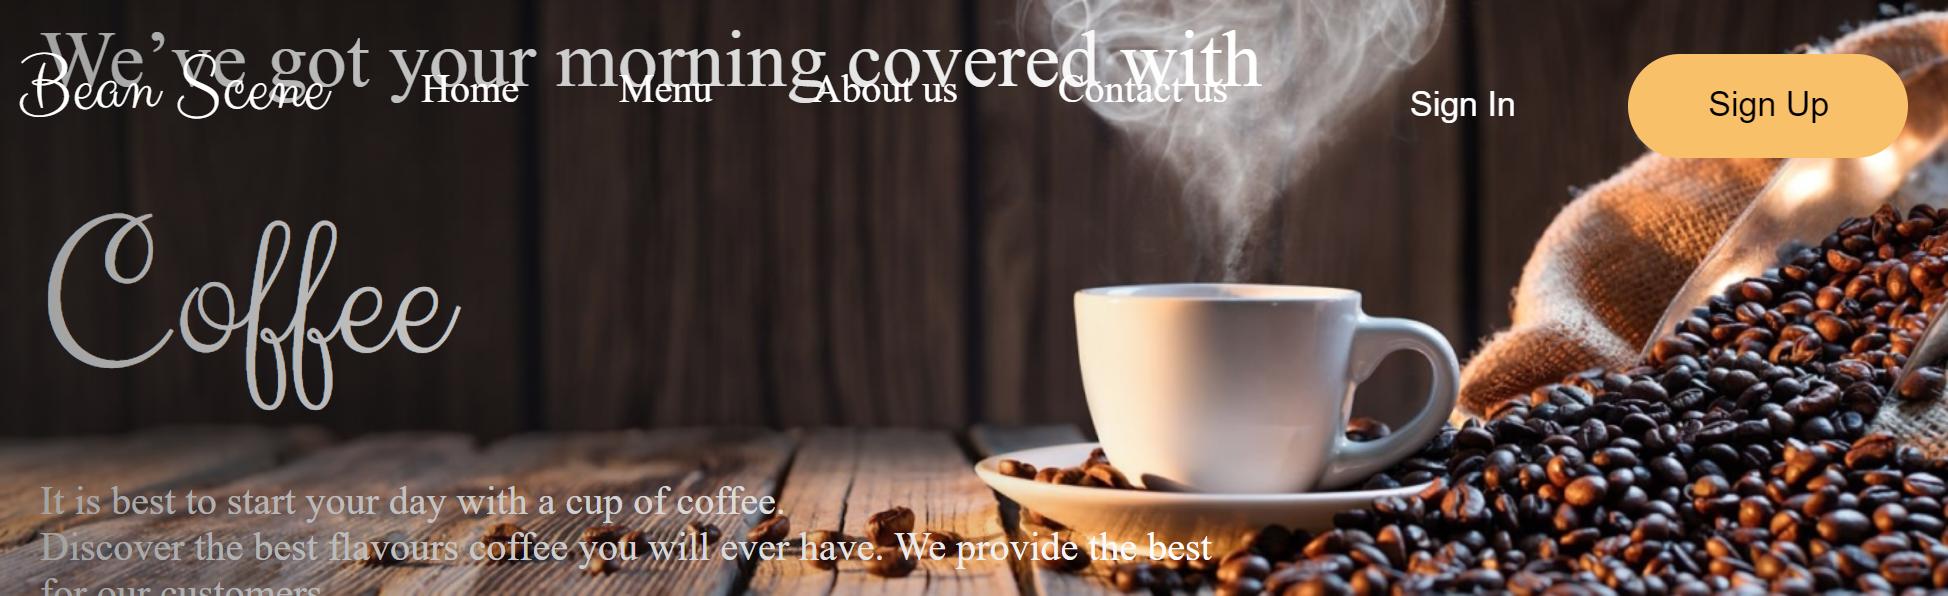 We’ve got your morning covered with
Bean Scene Home Menu About us Contact us Sign In Sign Up
Coffee
It is best to start your day with a cup of coffee.
Discover the best flavours coffee you will ever have. We provide the best
for our customers.